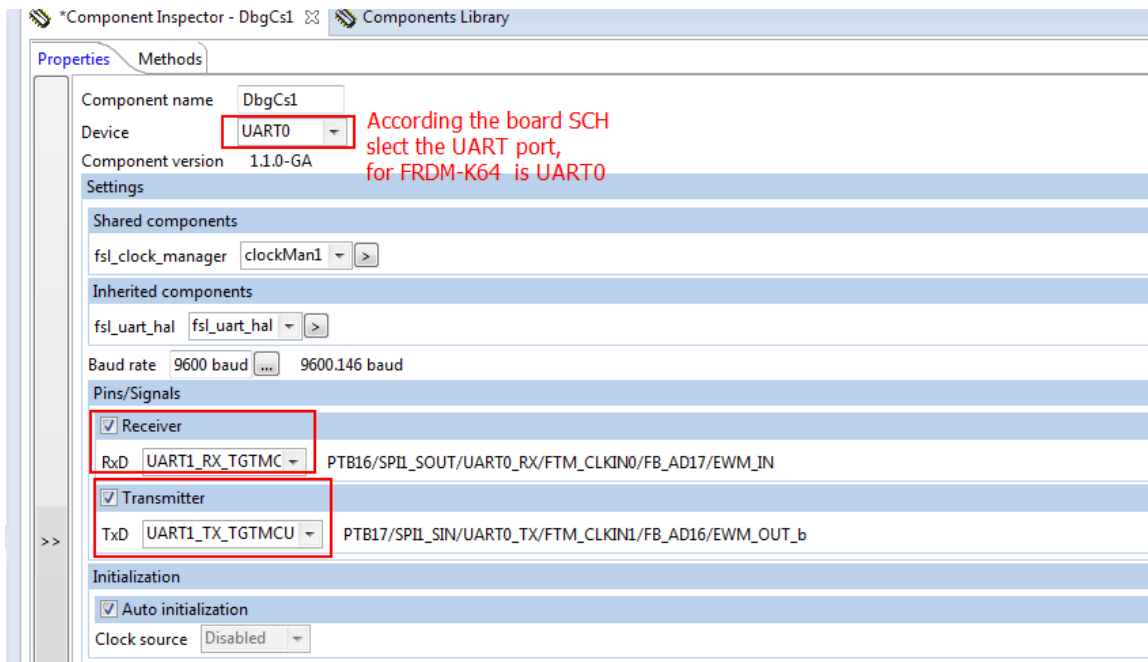 *Component Inspector - DbgCs1 Components Library
Properties Methods
Component name DbgCs1
Device UART0
According the board SCH
slect the UART port,
for FRDM-K64 is UART0
Component version 1.1.0-GA
Settings
Shared components
fsl_clock_manager clockMan1 >
Inherited components
fsl_uart_hal fsl_uart_hal >
Baud rate 9600 baud ... 9600.146 baud
Pins/Signals
Receiver
RxD UART1_RX_TGTMC PTB16/SPI1_SOUT/UART0_RX/FTM_CLKIN0/FB_AD17/EWM_IN
Transmitter
TxD UART1_TX_TGTMCU PTB17/SPI1_SIN/UART0_TX/FTM_CLKIN1/FB_AD16/EWM_OUT_b
>>
Initialization
Auto initialization
Clock source Disabled